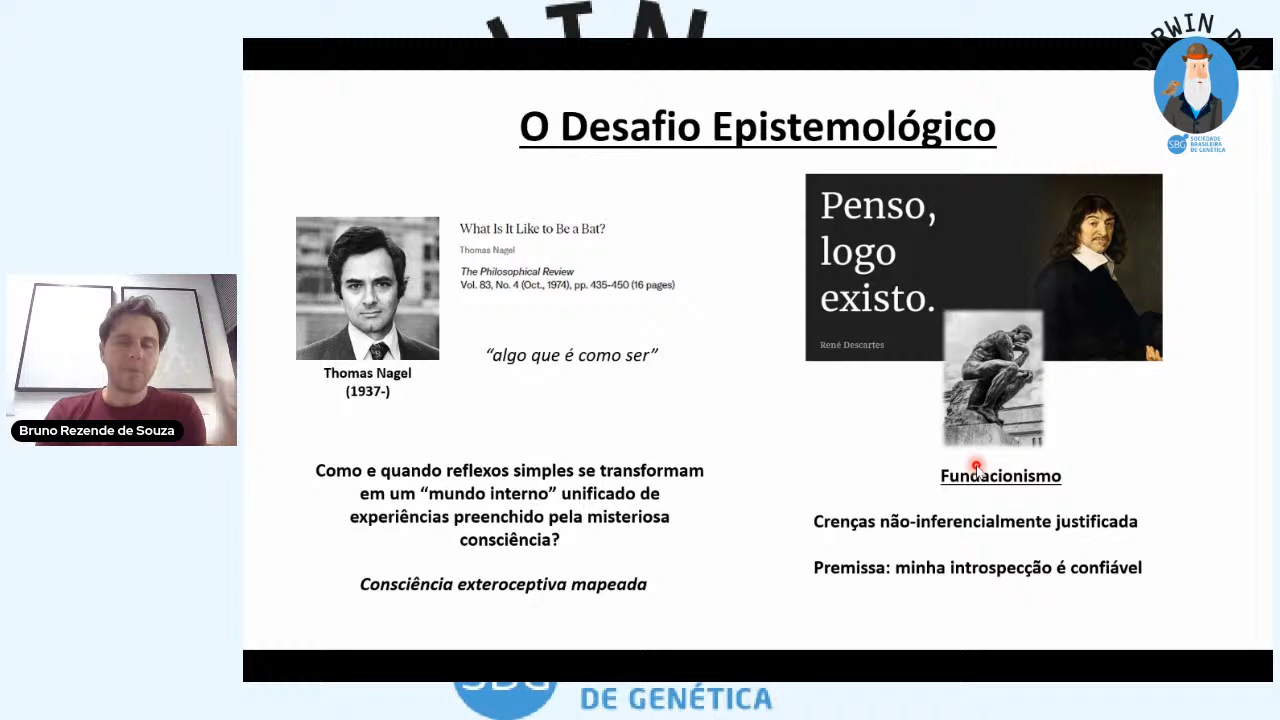 DARWIN DAY
SBG SOCIEDADE
BRASILEIRA
DE GENÉTICA
O Desafio Epistemológico
What Is It Like to Be a Bat?
Thomas Nagel
The Philosophical Review
Vol. 83, No. 4 (Oct., 1974), pp. 435-450 (16 pages)
“algo que é como ser”
Thomas Nagel
(1937-)
Como e quando reflexos simples se transformam
em um “mundo interno” unificado de
experiências preenchido pela misteriosa
consciência?
Consciência exteroceptiva mapeada
Penso,
logo
existo.
René Descartes
Fundacionismo
Crenças não-inferencialmente justificada
Premissa: minha introspecção é confiável
Bruno Rezende de Souza
SBG
DE GENÉTICA